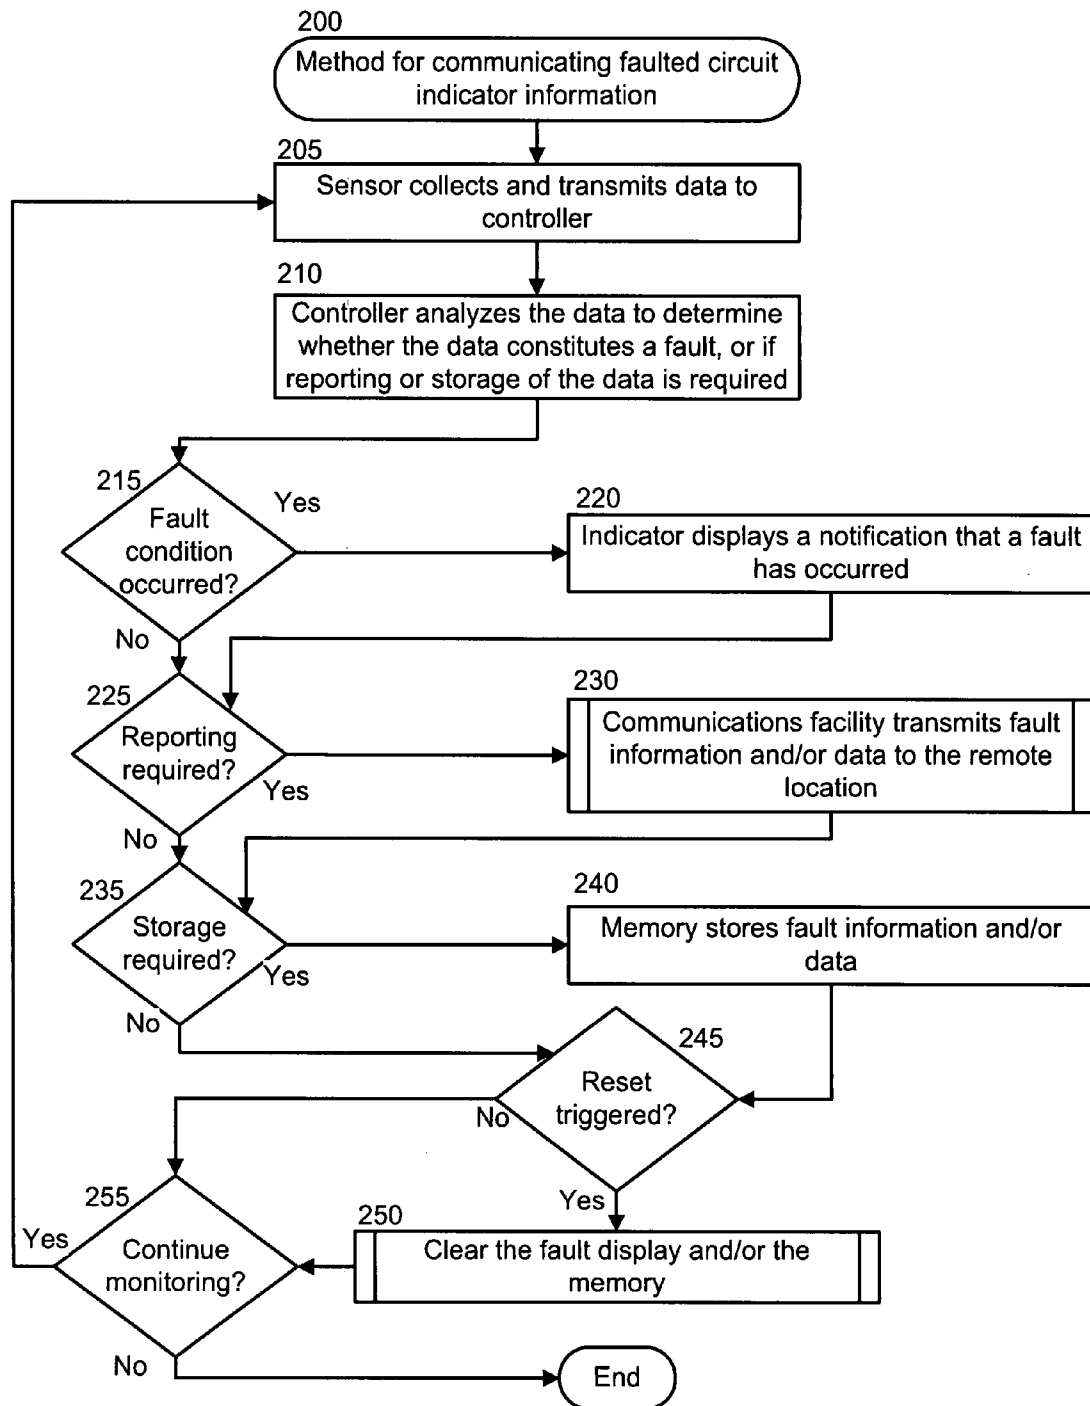 200
Method for communicating faulted circuit
indicator information
205
Sensor collects and transmits data to
controller
210
Controller analyzes the data to determine
whether the data constitutes a fault, or if
reporting or storage of the data is required
215
Fault
condition
occurred?
Yes
No
220
Indicator displays a notification that a fault
has occurred
225
Reporting
required?
Yes
No
230
Communications facility transmits fault
information and/or data to the remote
location
235
Storage
required?
Yes
No
240
Memory stores fault information and/or
data
245
Reset
triggered?
No
Yes
250
Clear the fault display and/or the
memory
255
Continue
monitoring?
Yes
No
End